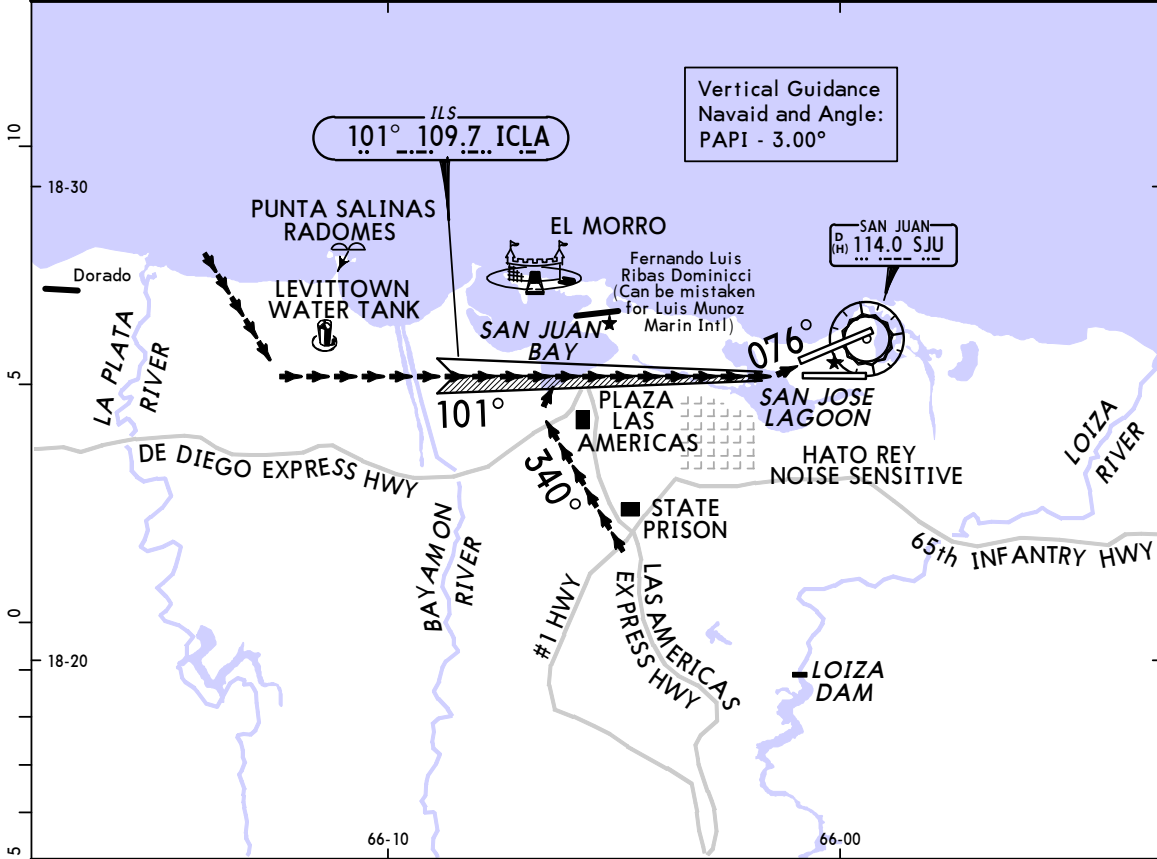 Vertical Guidance
Navaid and Angle:
PAPI - 3.00°
ILS
101° 109.7 ICLA
10
18-30
PUNTA SALINAS
RADOMES
EL MORRO
SAN JUAN
D
(H) 114.0 SJU
Dorado
LEVITTOWN
WATER TANK
Fernando Luis
Ribas Dominicci
(Can be mistaken
for Luis Munoz
Marin Intl)
SAN JUAN
BAY
076°
LA PLATA
RIVER
5
101°
PLAZA
LAS
AMERICAS
SAN JOSE
LAGOON
DE DIEGO EXPRESS HWY
340°
HATO REY
NOISE SENSITIVE
LOIZA
RIVER
STATE
PRISON
65th INFANTRY HWY
BAYAMON
RIVER
#1 HWY
LAS AMERICAS
EXPRESS HWY
0
18-20
LOIZA
DAM
5
66-10
66-00